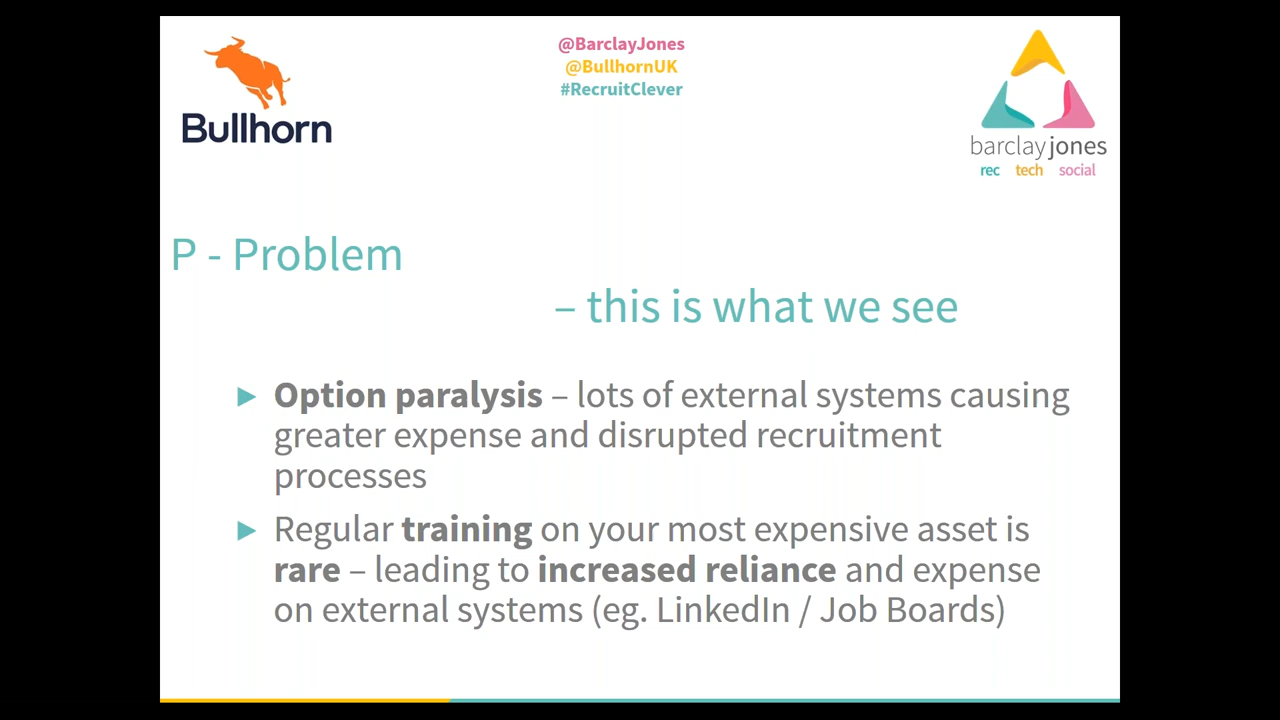 @BarclayJones
@BullhornUK
#RecruitClever
Bullhorn
barclayjones
rec tech social
P - Problem
– this is what we see
Option paralysis – lots of external systems causing
greater expense and disrupted recruitment
processes
Regular training on your most expensive asset is
rare – leading to increased reliance and expense
on external systems (eg. LinkedIn / Job Boards)